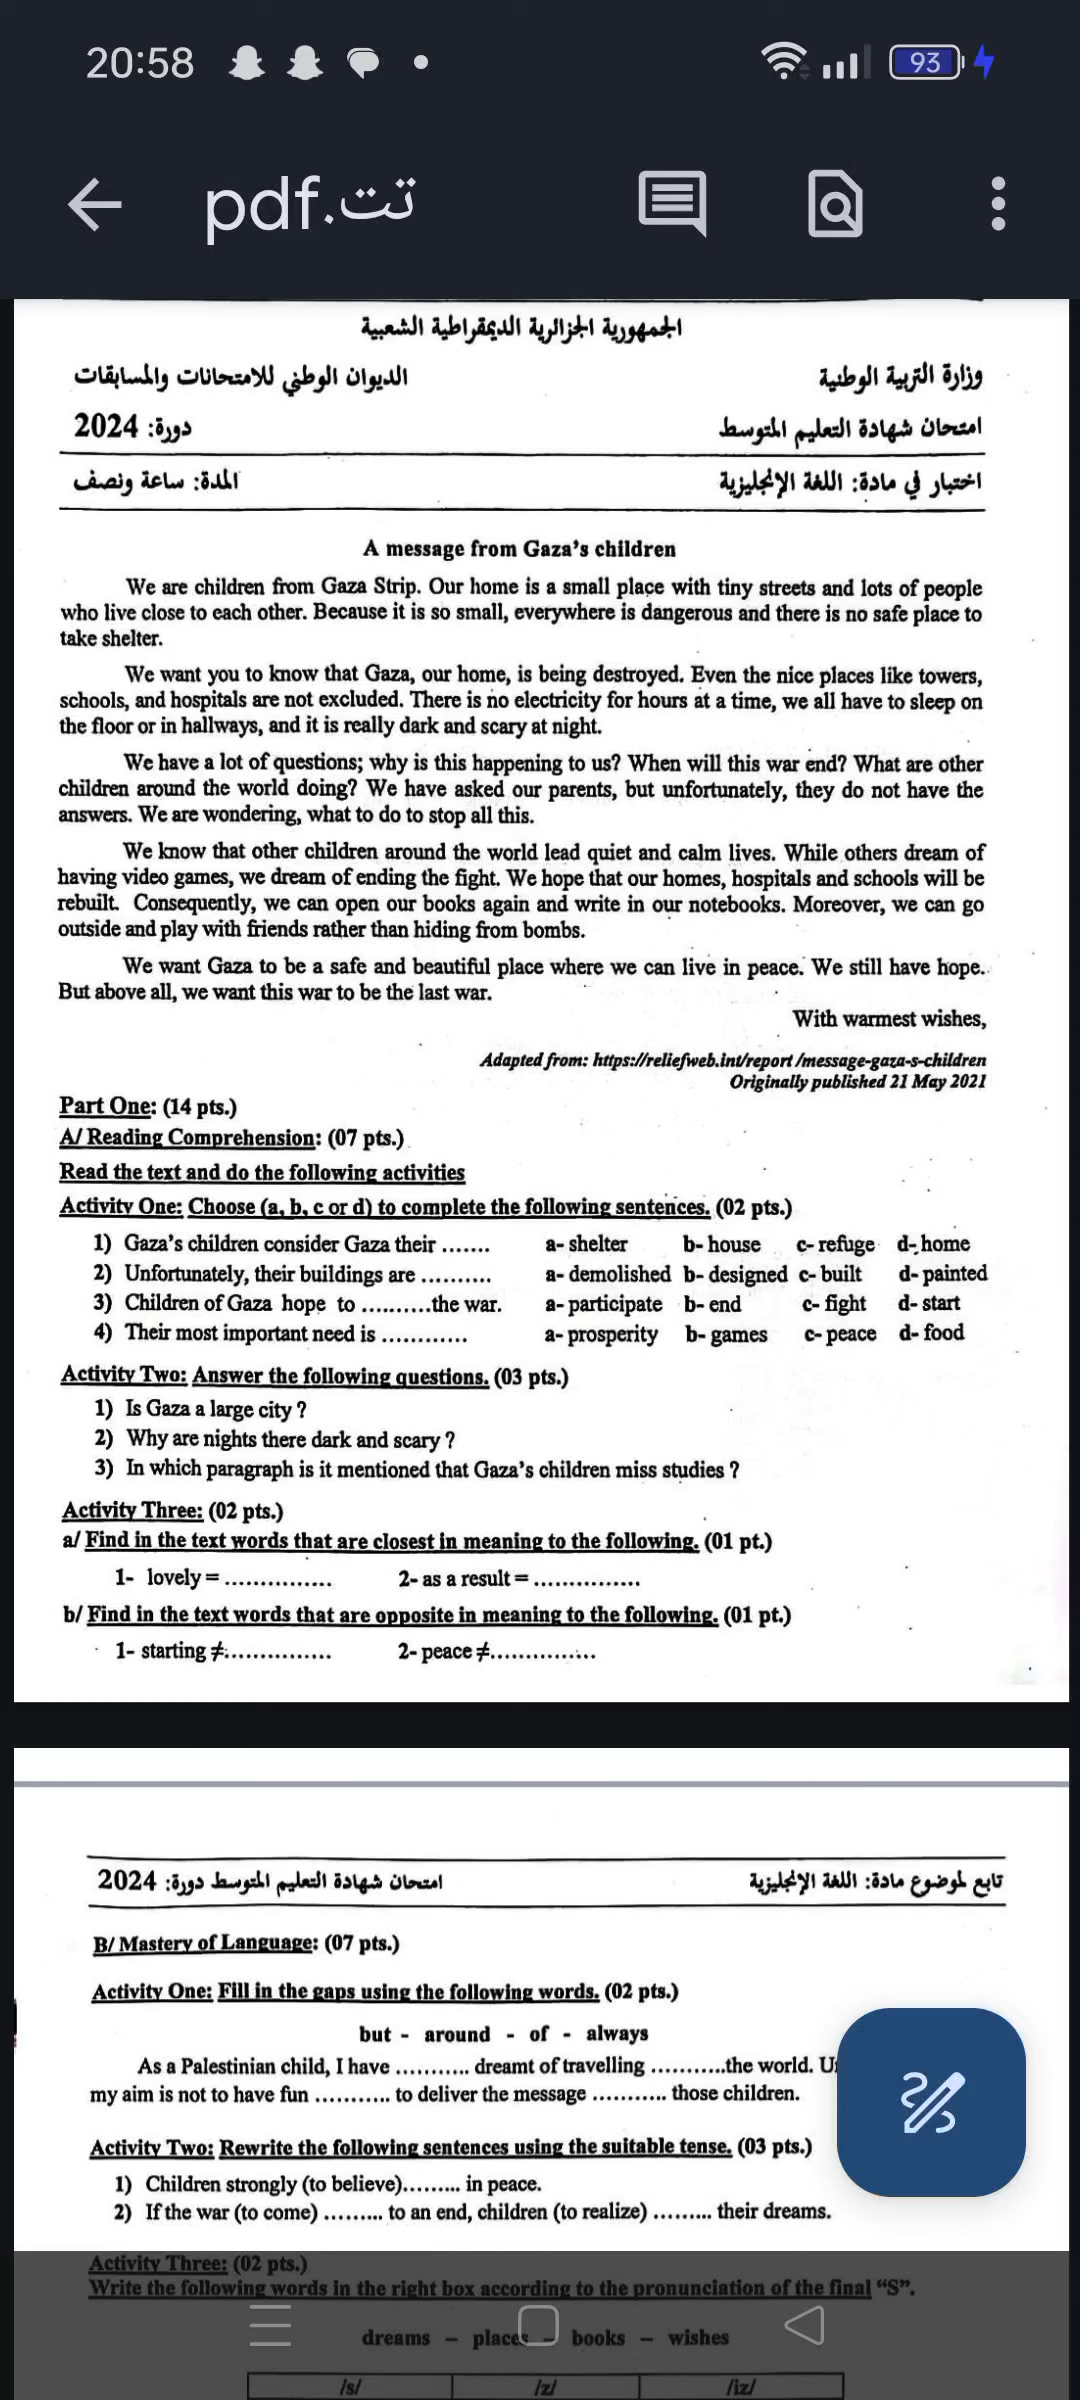 20:58
93
تت.pdf
الجمهورية الجزائرية الديمقراطية الشعبية
وزارة التربية الوطنية الديوان الوطني للامتحانات والمسابقات
امتحان شهادة التعليم المتوسط دورة: 2024
اختبار في مادة: اللغة الإنجليزية المدة: ساعة ونصف
A message from Gaza's children
We are children from Gaza Strip. Our home is a small place with tiny streets and lots of people
who live close to each other. Because it is so small, everywhere is dangerous and there is no safe place to
take shelter.
We want you to know that Gaza, our home, is being destroyed. Even the nice places like towers,
schools, and hospitals are not excluded. There is no electricity for hours at a time, we all have to sleep on
the floor or in hallways, and it is really dark and scary at night.
We have a lot of questions; why is this happening to us? When will this war end? What are other
children around the world doing? We have asked our parents, but unfortunately, they do not have the
answers. We are wondering, what to do to stop all this.
We know that other children around the world lead quiet and calm lives. While others dream of
having video games, we dream of ending the fight. We hope that our homes, hospitals and schools will be
rebuilt. Consequently, we can open our books again and write in our notebooks. Moreover, we can go
outside and play with friends rather than hiding from bombs.
We want Gaza to be a safe and beautiful place where we can live in peace. We still have hope.
But above all, we want this war to be the last war.
With warmest wishes,
Adapted from: https://reliefweb.int/report /message-gaza-s-children
Originally published 21 May 2021
Part One: (14 pts.)
A/ Reading Comprehension: (07 pts.)
Read the text and do the following activities
Activity One: Choose (a, b, c or d) to complete the following sentences. (02 pts.)
1) Gaza's children consider Gaza their ....... a- shelter b- house c- refuge d- home
2) Unfortunately, their buildings are .......... a- demolished b- designed c- built d- painted
3) Children of Gaza hope to ..........the war. a- participate b- end c- fight d- start
4) Their most important need is ............ a- prosperity b- games c- peace d- food
Activity Two: Answer the following questions. (03 pts.)
1) Is Gaza a large city ?
2) Why are nights there dark and scary ?
3) In which paragraph is it mentioned that Gaza's children miss studies ?
Activity Three: (02 pts.)
a/ Find in the text words that are closest in meaning to the following. (01 pt.)
1- lovely = ............... 2- as a result = ...............
b/ Find in the text words that are opposite in meaning to the following. (01 pt.)
1- starting ≠............... 2- peace ≠...............
تابع لموضوع مادة: اللغة الإنجليزية امتحان شهادة التعليم المتوسط دورة: 2024
B/ Mastery of Language: (07 pts.)
Activity One: Fill in the gaps using the following words. (02 pts.)
but - around - of - always
As a Palestinian child, I have .......... dreamt of travelling ..........the world.
my aim is not to have fun .......... to deliver the message .......... those children.
Activity Two: Rewrite the following sentences using the suitable tense. (03 pts.)
1) Children strongly (to believe)......... in peace.
2) If the war (to come) ......... to an end, children (to realize) ......... their dreams.
Activity Three: (02 pts.)
Write the following words in the right box according to the pronunciation of the final "S".
dreams – places – books – wishes
/s/ /z/ /iz/